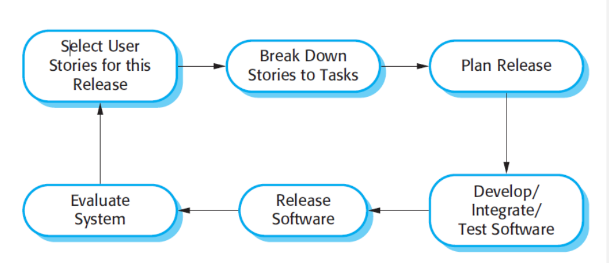 Select User
Stories for this
Release
Break Down
Stories to Tasks
Plan Release
Develop/
Integrate/
Test Software
Release
Software
Evaluate
System